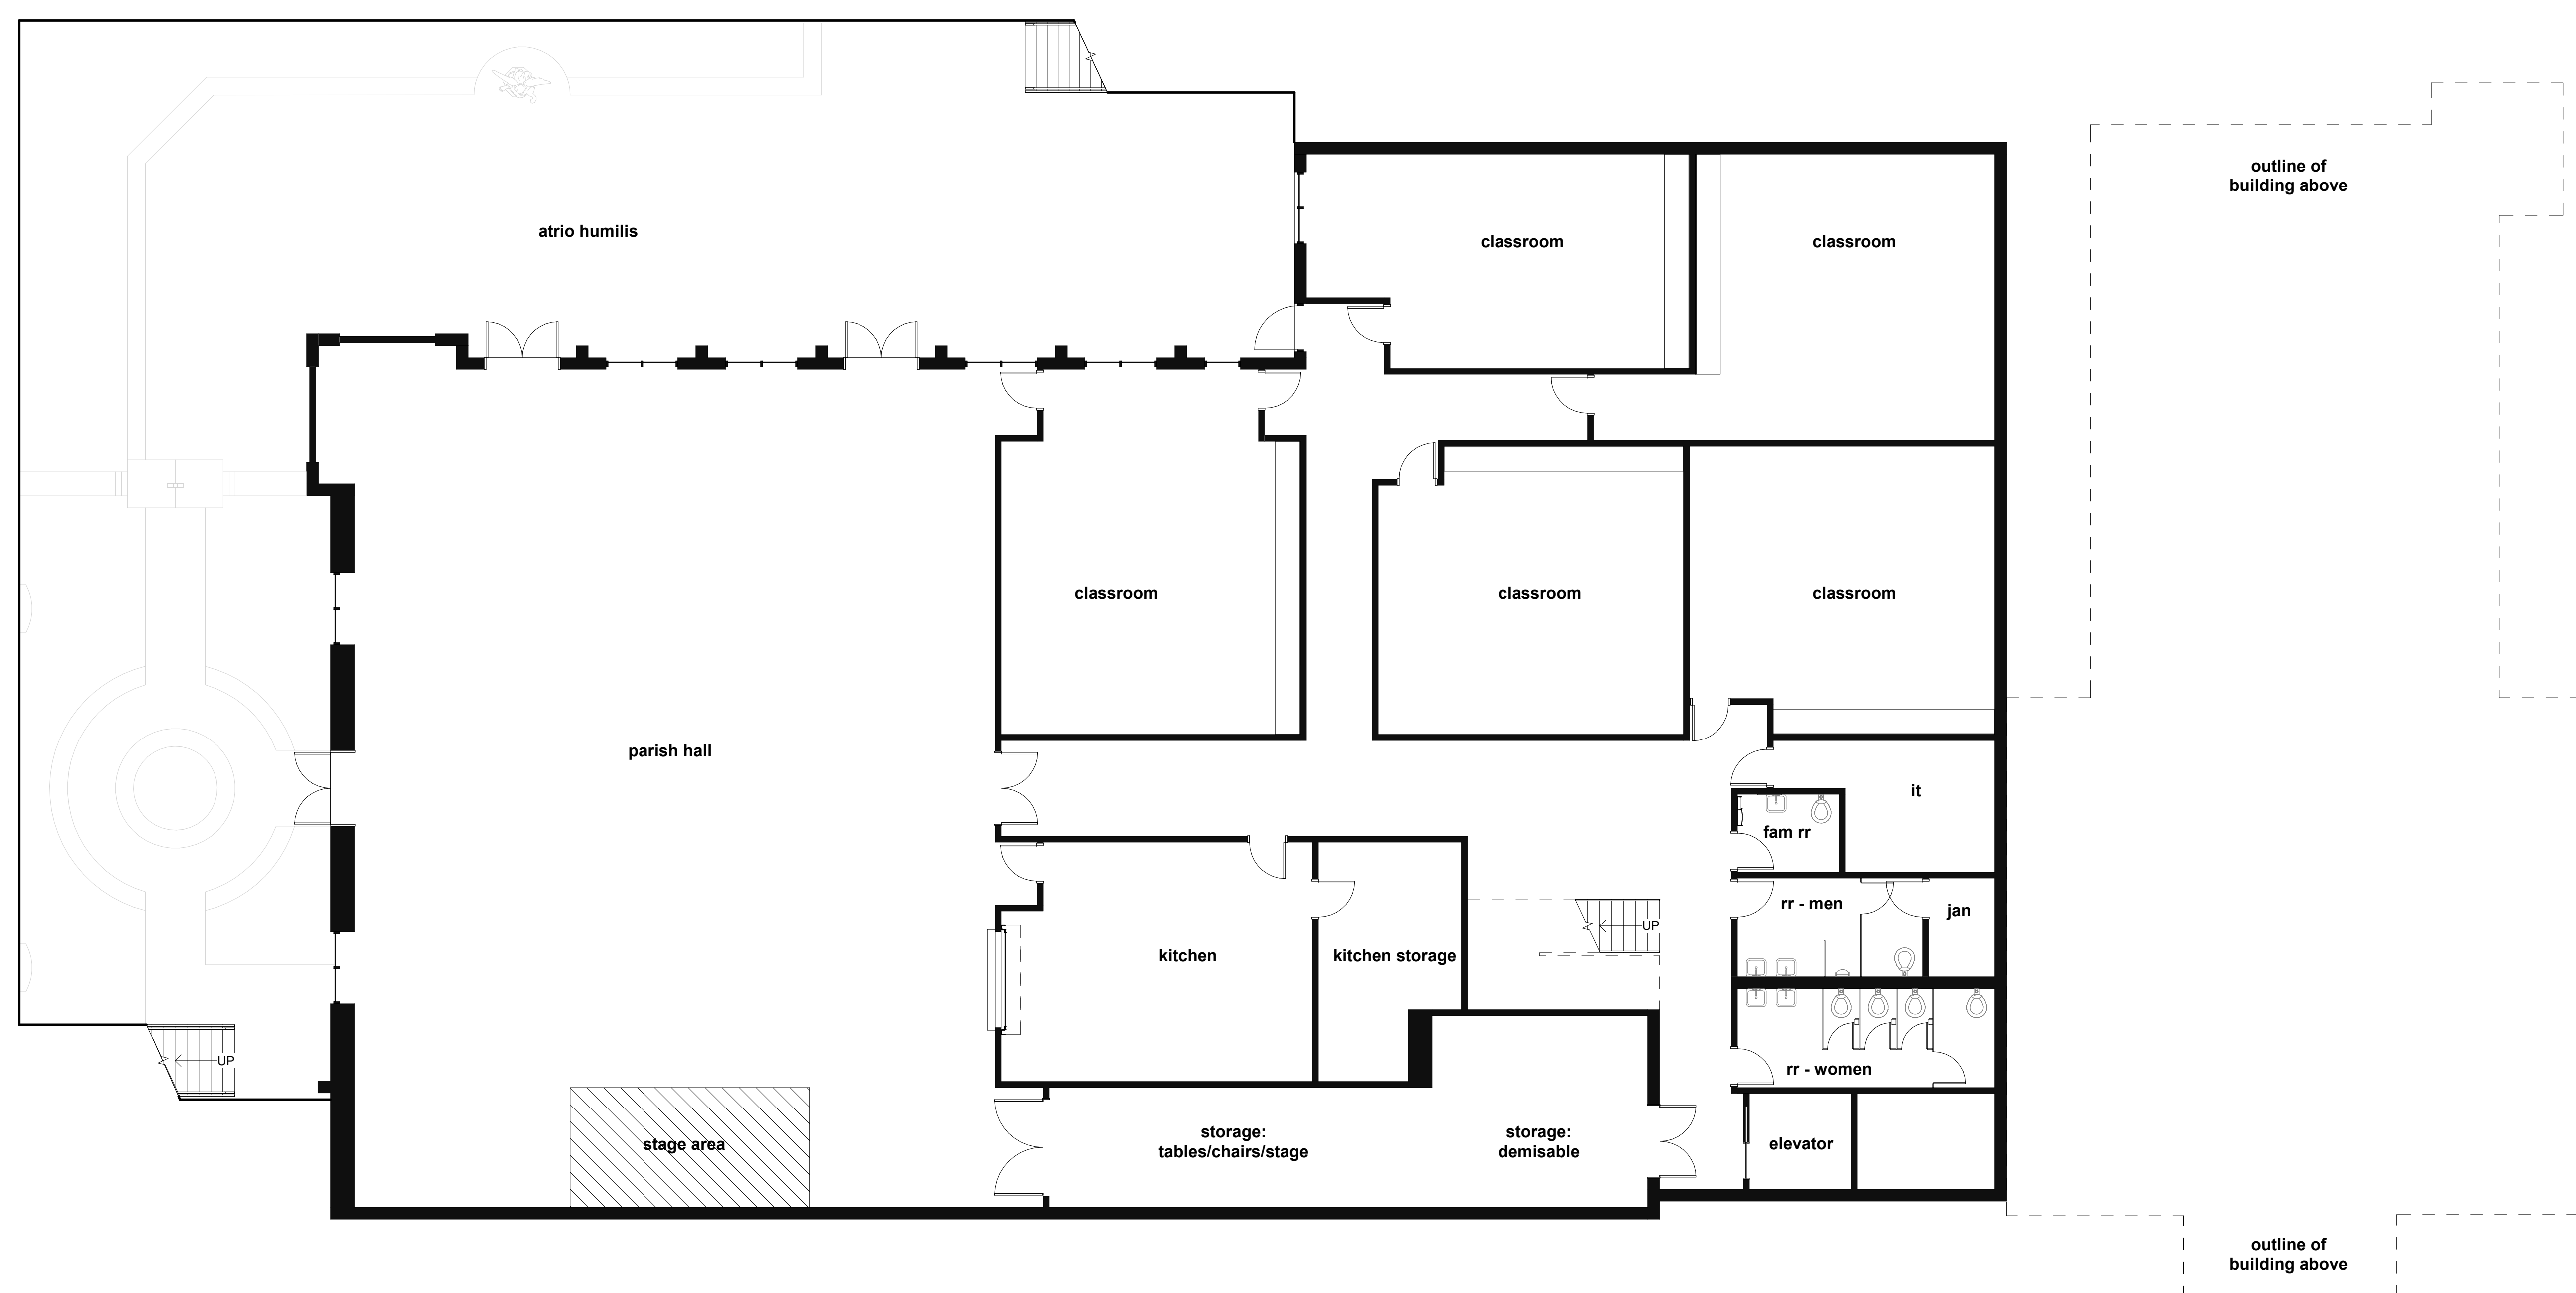 outline of
building above
atrio humilis
classroom
classroom
classroom
classroom
classroom
parish hall
it
fam rr
rr - men
jan
UP
kitchen
kitchen storage
UP
rr - women
stage area
storage:
tables/chairs/stage
storage:
demisable
elevator
outline of
building above